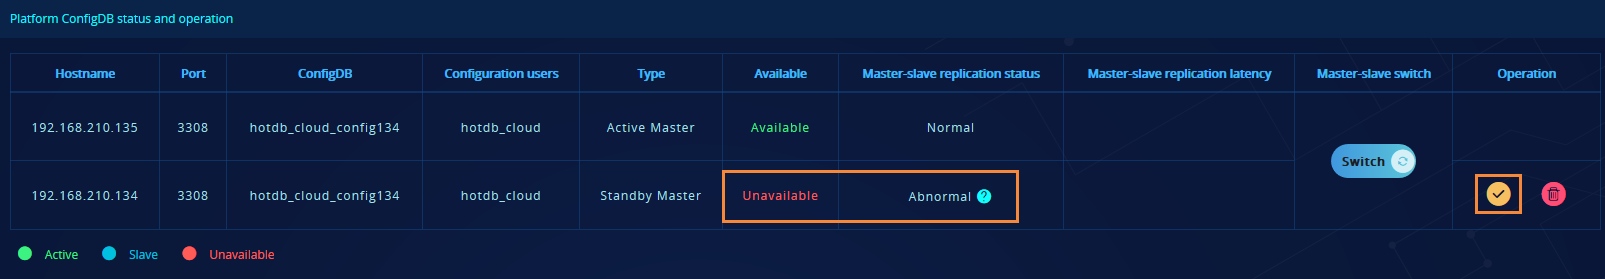 Platform ConfigDB status and operation
Hostname Port ConfigDB Configuration users Type Available Master-slave replication status Master-slave replication latency Master-slave switch Operation
192.168.210.135 3308 hotdb_cloud_config134 hotdb_cloud Active Master Available Normal
Switch
192.168.210.134 3308 hotdb_cloud_config134 hotdb_cloud Standby Master Unavailable Abnormal ?
Active Slave Unavailable